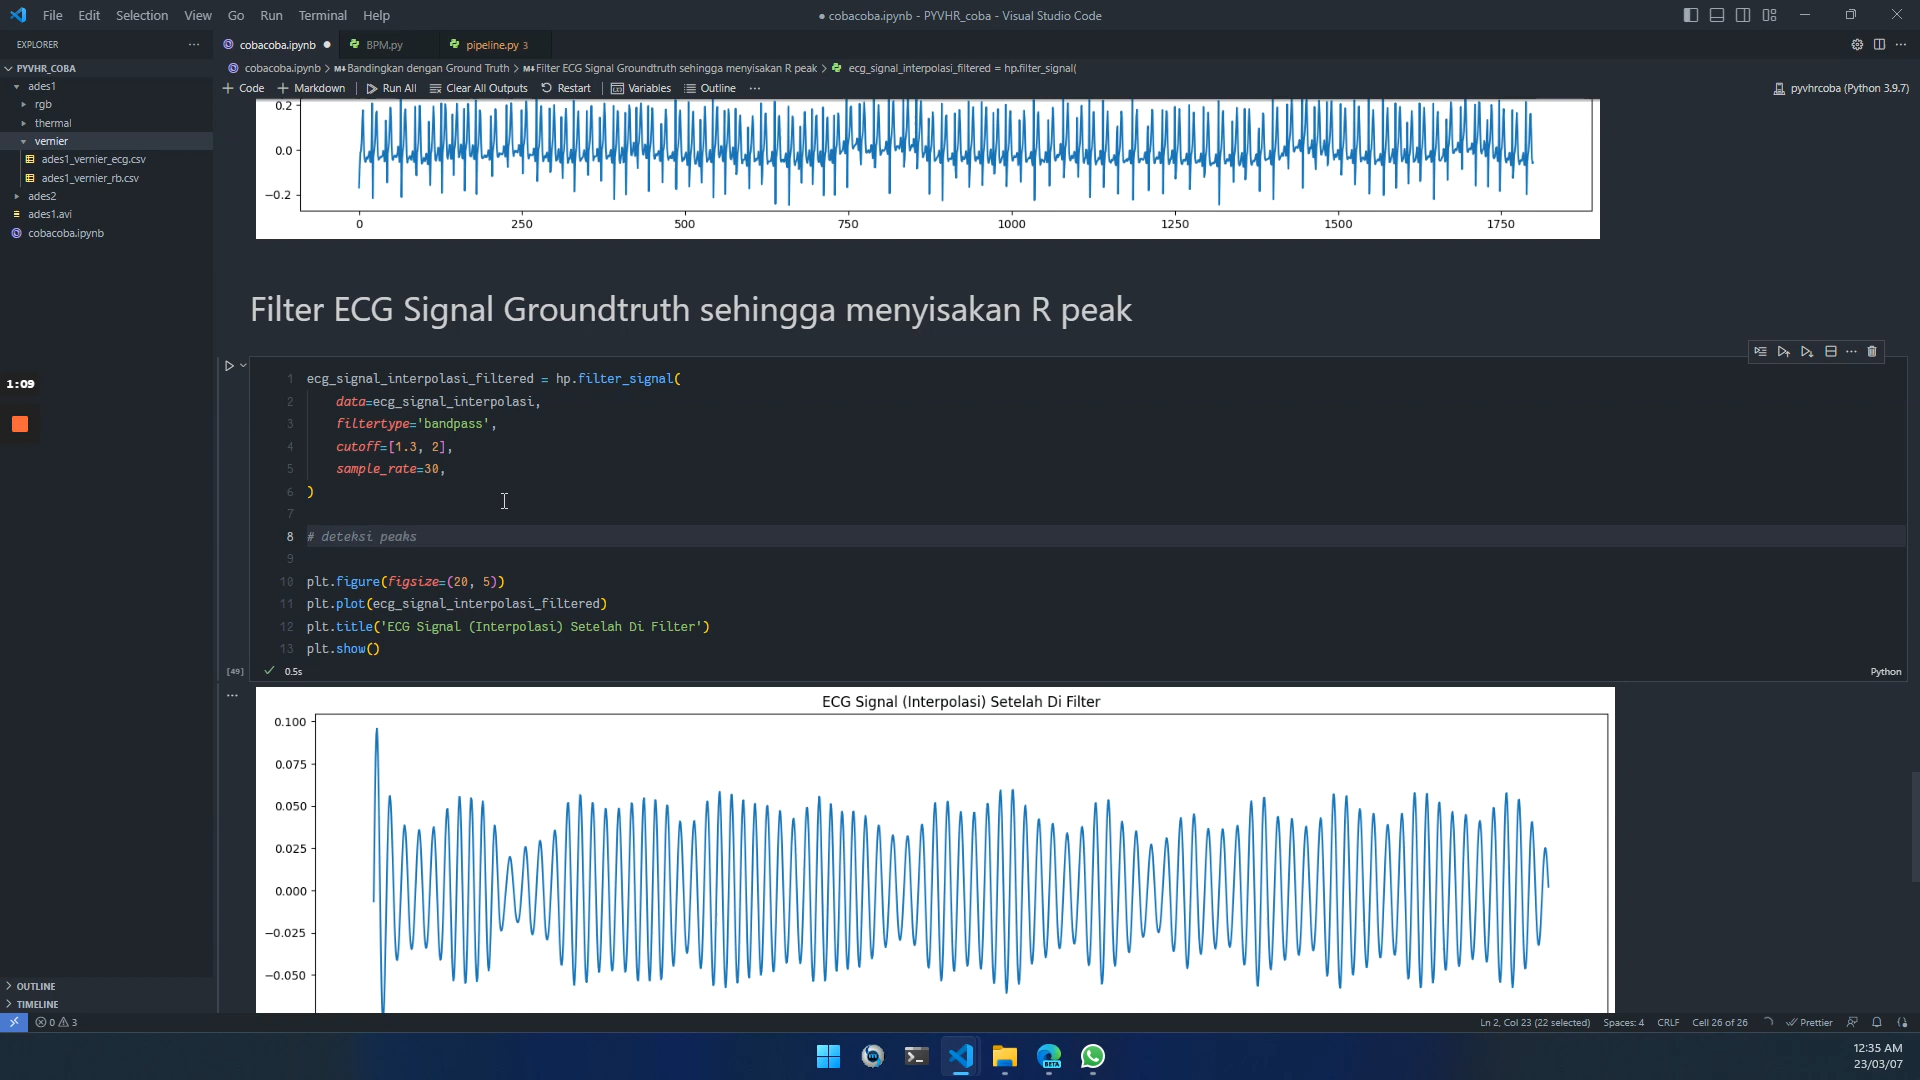 File Edit Selection View Go Run Terminal Help
● cobacoba.ipynb - PYVHR_coba - Visual Studio Code
EXPLORER
cobacoba.ipynb BPM.py pipeline.py 3
PYVHR_COBA
cobacoba.ipynb > M↓Bandingkan dengan Ground Truth > M↓Filter ECG Signal Groundtruth sehingga menyisakan R peak > ecg_signal_interpolasi_filtered = hp.filter_signal(
+ Code + Markdown Run All Clear All Outputs Restart Variables Outline ...
pyvhrcoba (Python 3.9.7)
ades1
rgb
thermal
vernier
ades1_vernier_ecg.csv
ades1_vernier_rb.csv
ades2
ades1.avi
cobacoba.ipynb
0.2
0.0
−0.2
0 250 500 750 1000 1250 1500 1750
Filter ECG Signal Groundtruth sehingga menyisakan R peak
1:09
1 ecg_signal_interpolasi_filtered = hp.filter_signal(
2 data=ecg_signal_interpolasi,
3 filtertype='bandpass',
4 cutoff=[1.3, 2],
5 sample_rate=30,
6 )
7
8 # deteksi peaks
9
10 plt.figure(figsize=(20, 5))
11 plt.plot(ecg_signal_interpolasi_filtered)
12 plt.title('ECG Signal (Interpolasi) Setelah Di Filter')
13 plt.show()
[49] 0.5s
Python
ECG Signal (Interpolasi) Setelah Di Filter
0.100
0.075
0.050
0.025
0.000
−0.025
−0.050
OUTLINE
TIMELINE
0 3
Ln 2, Col 23 (22 selected) Spaces: 4 CRLF Cell 26 of 26 Prettier
BETA
12:35 AM
23/03/07